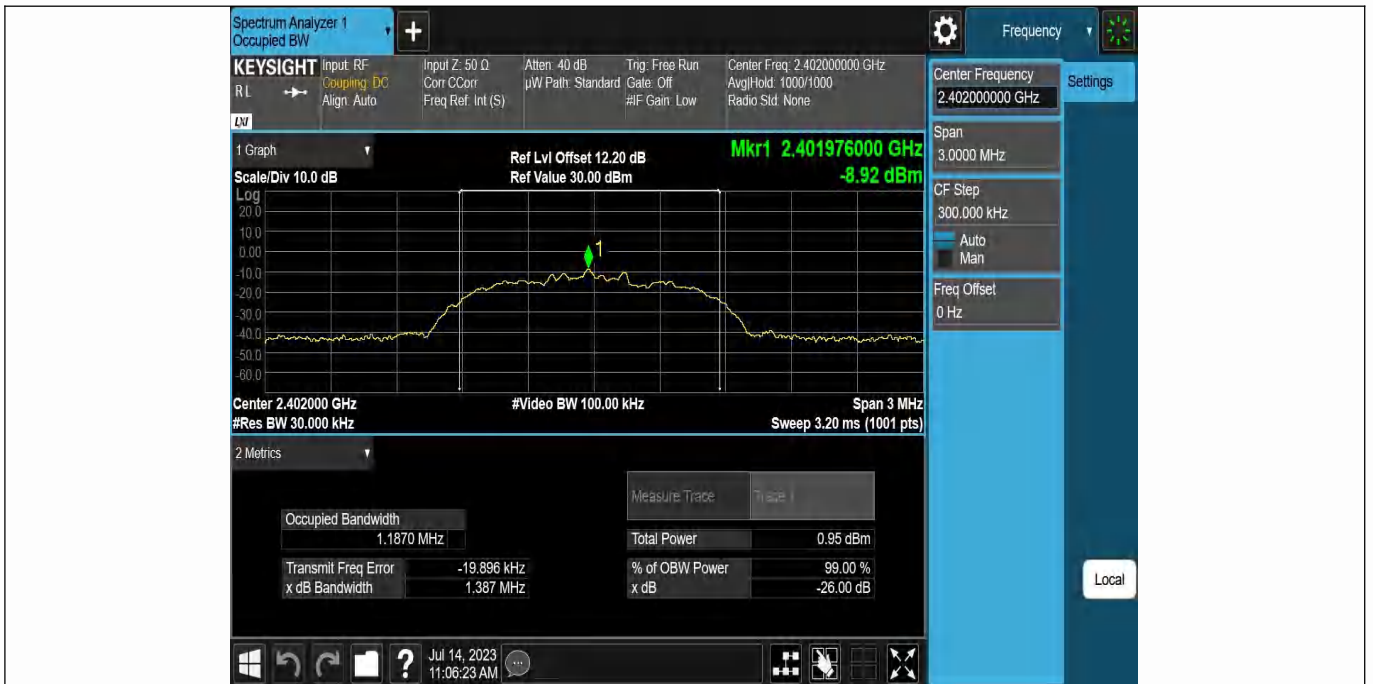 Spectrum Analyzer 1
Occupied BW
+
Frequency
KEYSIGHT
Input: RF
Coupling: DC
Align: Auto
Input Z: 50 Ω
Corr CCorr
Freq Ref: Int (S)
Atten: 40 dB
µW Path: Standard
Trig: Free Run
Gate: Off
#IF Gain: Low
Center Freq: 2.402000000 GHz
Avg|Hold: 1000/1000
Radio Std: None
RL
LXI
Center Frequency
2.402000000 GHz
Settings
Span
3.0000 MHz
CF Step
300.000 kHz
Auto
Man
Freq Offset
0 Hz
1 Graph
Scale/Div 10.0 dB
Ref Lvl Offset 12.20 dB
Ref Value 30.00 dBm
Mkr1 2.401976000 GHz
-8.92 dBm
Log
20.0
10.0
0.00
-10.0
-20.0
-30.0
-40.0
-50.0
-60.0
1
Center 2.402000 GHz
#Res BW 30.000 kHz
#Video BW 100.00 kHz
Span 3 MHz
Sweep 3.20 ms (1001 pts)
2 Metrics
Measure Trace
Trace 1
Occupied Bandwidth
1.1870 MHz
Total Power 0.95 dBm
Transmit Freq Error -19.896 kHz
% of OBW Power 99.00 %
x dB Bandwidth 1.387 MHz
x dB -26.00 dB
Local
?
Jul 14, 2023
11:06:23 AM